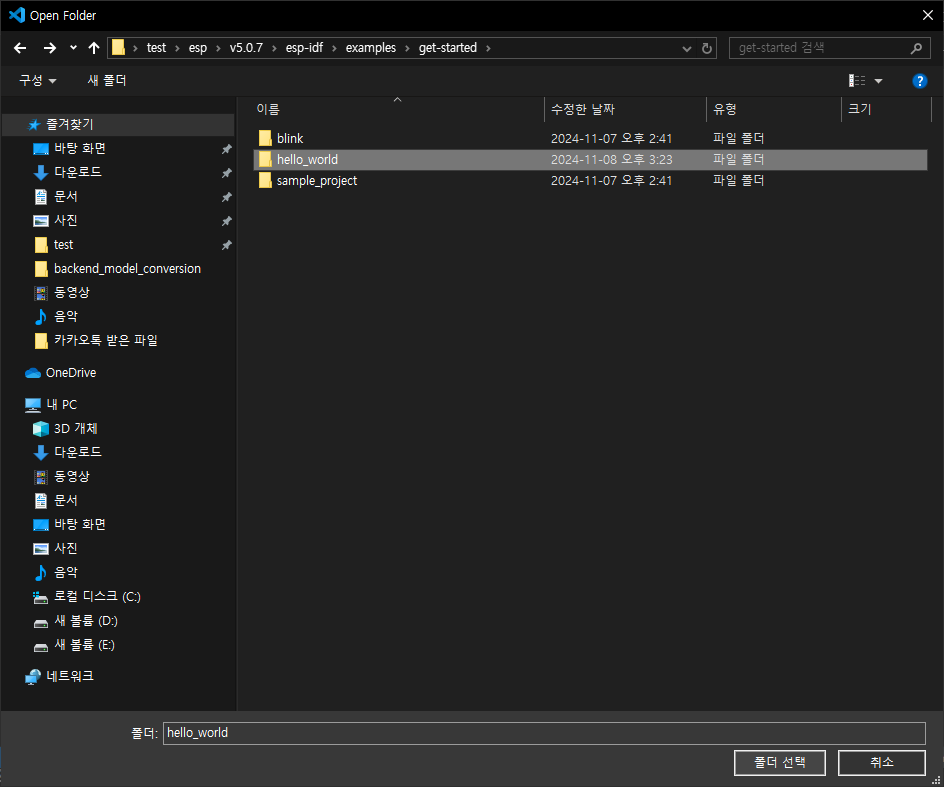 Open Folder
test > esp > v5.0.7 > esp-idf > examples > get-started >
get-started 검색
구성 새 폴더
이름 수정한 날짜 유형 크기
즐겨찾기
바탕 화면
다운로드
문서
사진
test
backend_model_conversion
동영상
음악
카카오톡 받은 파일
OneDrive
내 PC
3D 개체
다운로드
동영상
문서
바탕 화면
사진
음악
로컬 디스크 (C:)
새 볼륨 (D:)
새 볼륨 (E:)
네트워크
blink 2024-11-07 오후 2:41 파일 폴더
hello_world 2024-11-08 오후 3:23 파일 폴더
sample_project 2024-11-07 오후 2:41 파일 폴더
폴더: hello_world
폴더 선택 취소